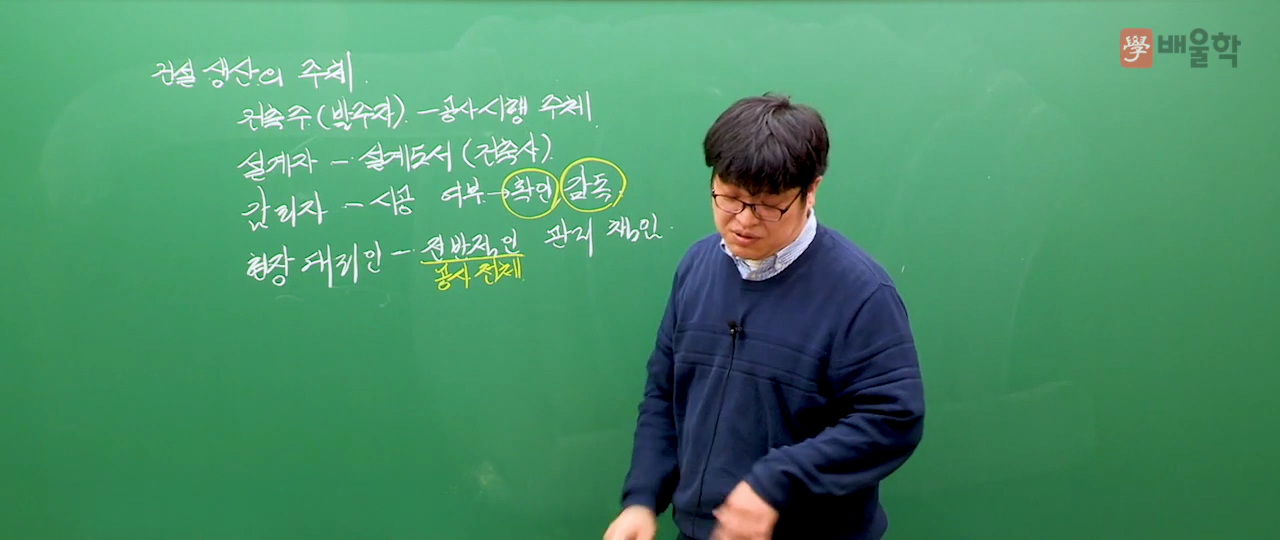 건설 생산의 주체.
건축주(발주자). - 공사시행 주체.
설계자 - 설계도서(건축사).
감리자 - 시공 여부→확인 감독
현장 대리인 - 전반적인 관리 책임.
공사 전체.
學 배울학